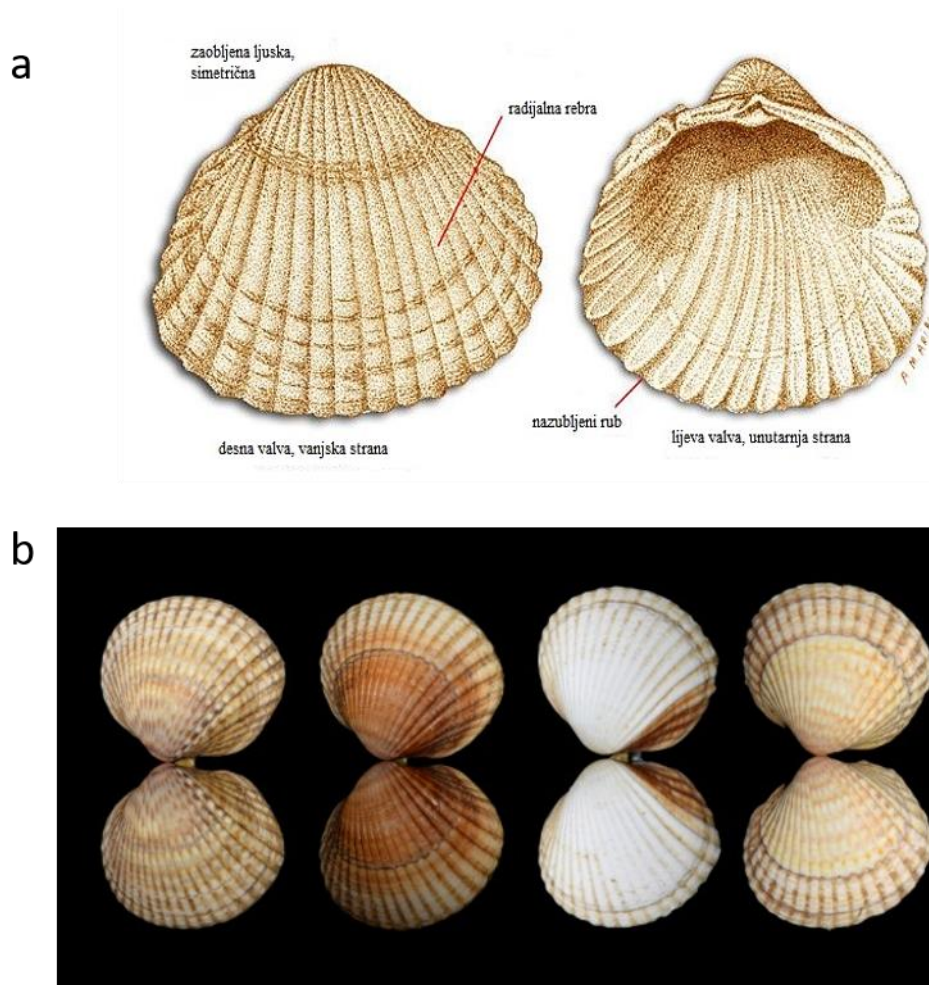 a
zaobljena ljuska,
simetrična
radijalna rebra
nazubljeni rub
desna valva, vanjska strana
lijeva valva, unutarnja strana
b